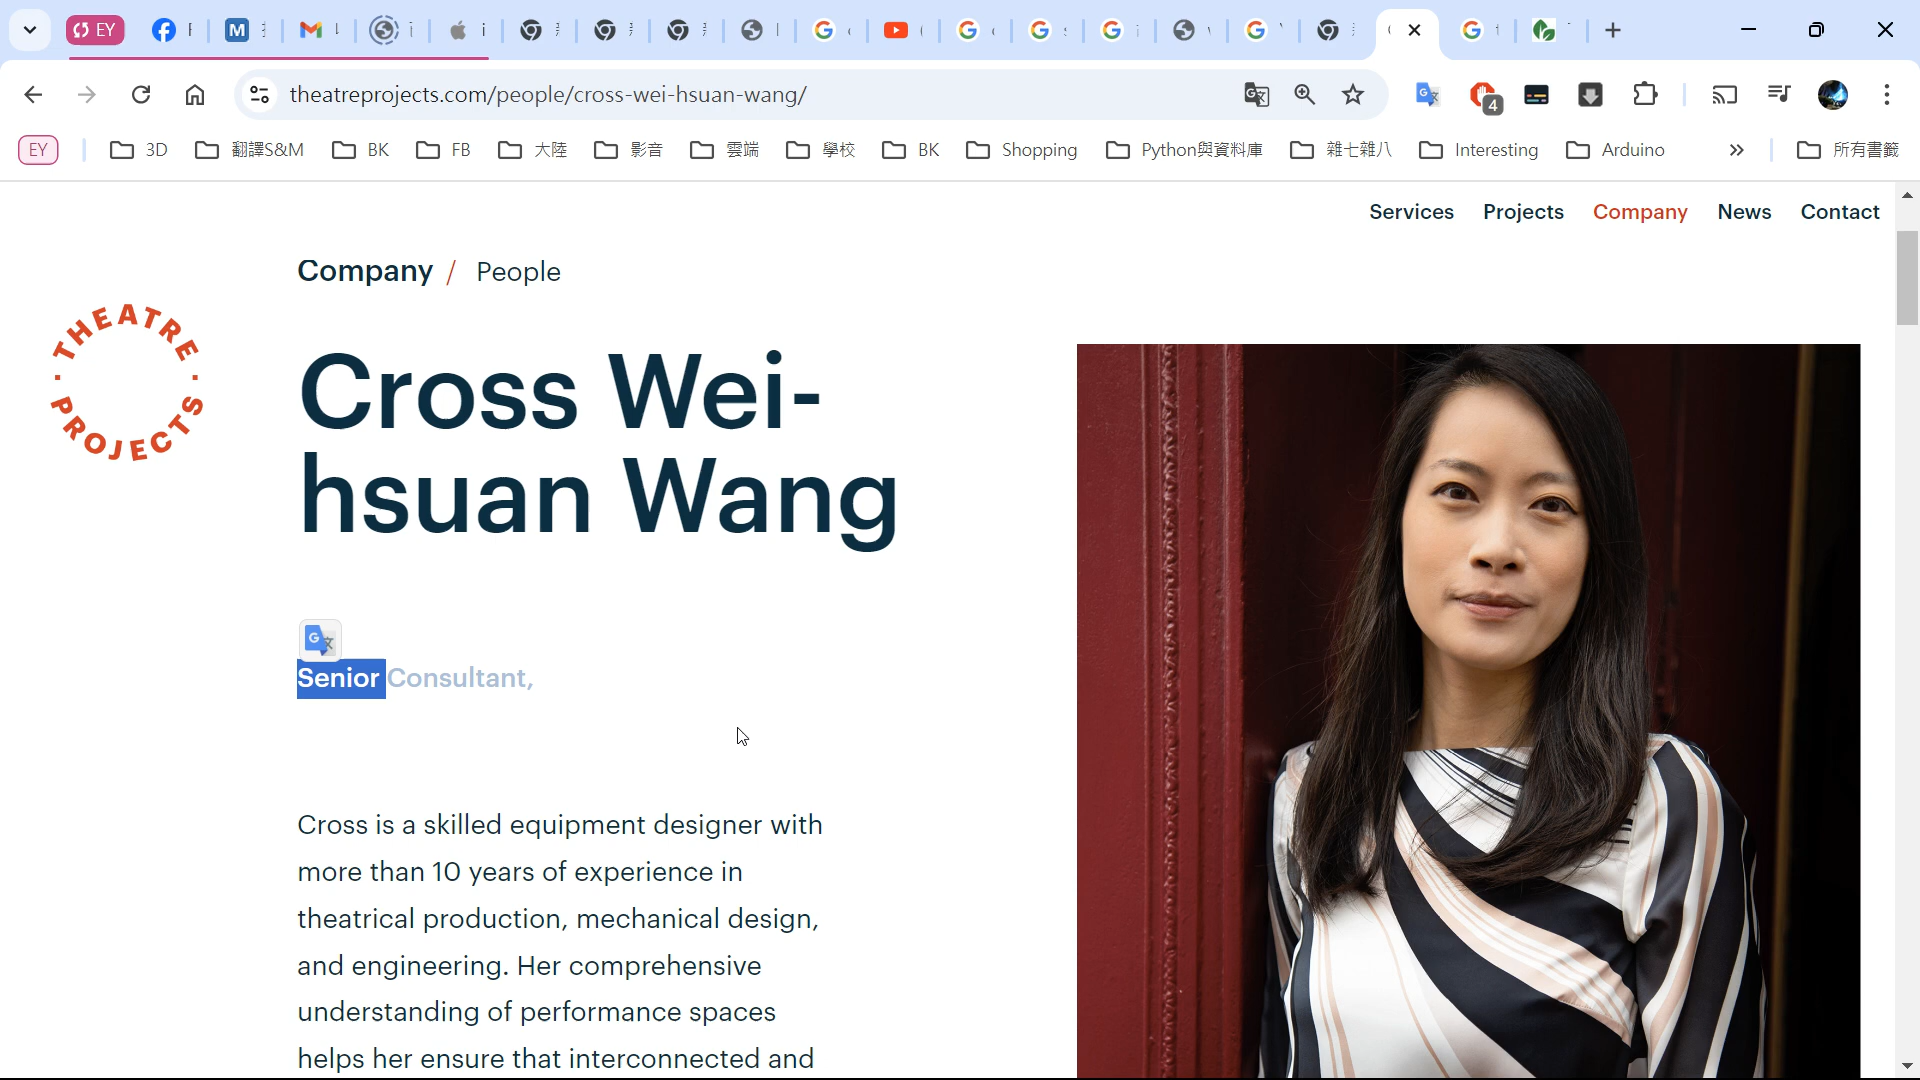 EY
theatreprojects.com/people/cross-wei-hsuan-wang/
4
EY
3D
翻譯S&M
BK
FB
大陸
影音
雲端
學校
BK
Shopping
Python與資料庫
雜七雜八
Interesting
Arduino
»
所有書籤
Services Projects Company News Contact
Company / People
THEATRE · PROJECTS ·
Cross Wei-
hsuan Wang
Senior Consultant,
Cross is a skilled equipment designer with
more than 10 years of experience in
theatrical production, mechanical design,
and engineering. Her comprehensive
understanding of performance spaces
helps her ensure that interconnected and